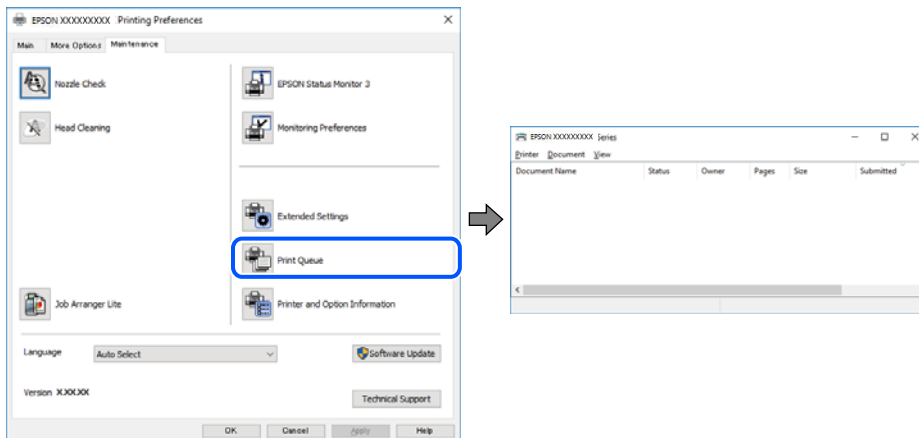 EPSON XXXXXXXXX Printing Preferences
Main More Options Maintenance
Nozzle Check
EPSON Status Monitor 3
Head Cleaning
Monitoring Preferences
Extended Settings
Print Queue
Job Arranger Lite
Printer and Option Information
Language Auto Select
Software Update
Version X.XX.XX
Technical Support
OK Cancel Apply Help
EPSON XXXXXXXXX Series
Printer Document View
Document Name Status Owner Pages Size Submitted